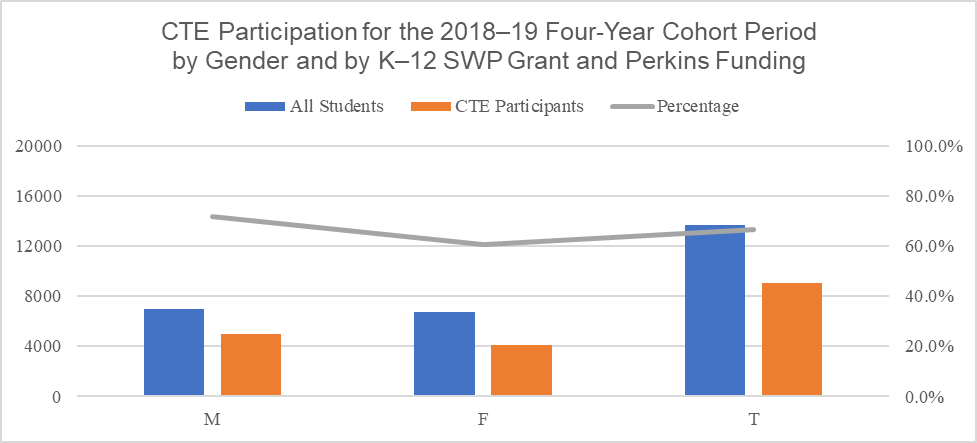 CTE Participation for the 2018–19 Four-Year Cohort Period
by Gender and by K–12 SWP Grant and Perkins Funding
All Students CTE Participants Percentage
20000 100.0%
16000 80.0%
12000 60.0%
8000 40.0%
4000 20.0%
0 0.0%
M F T